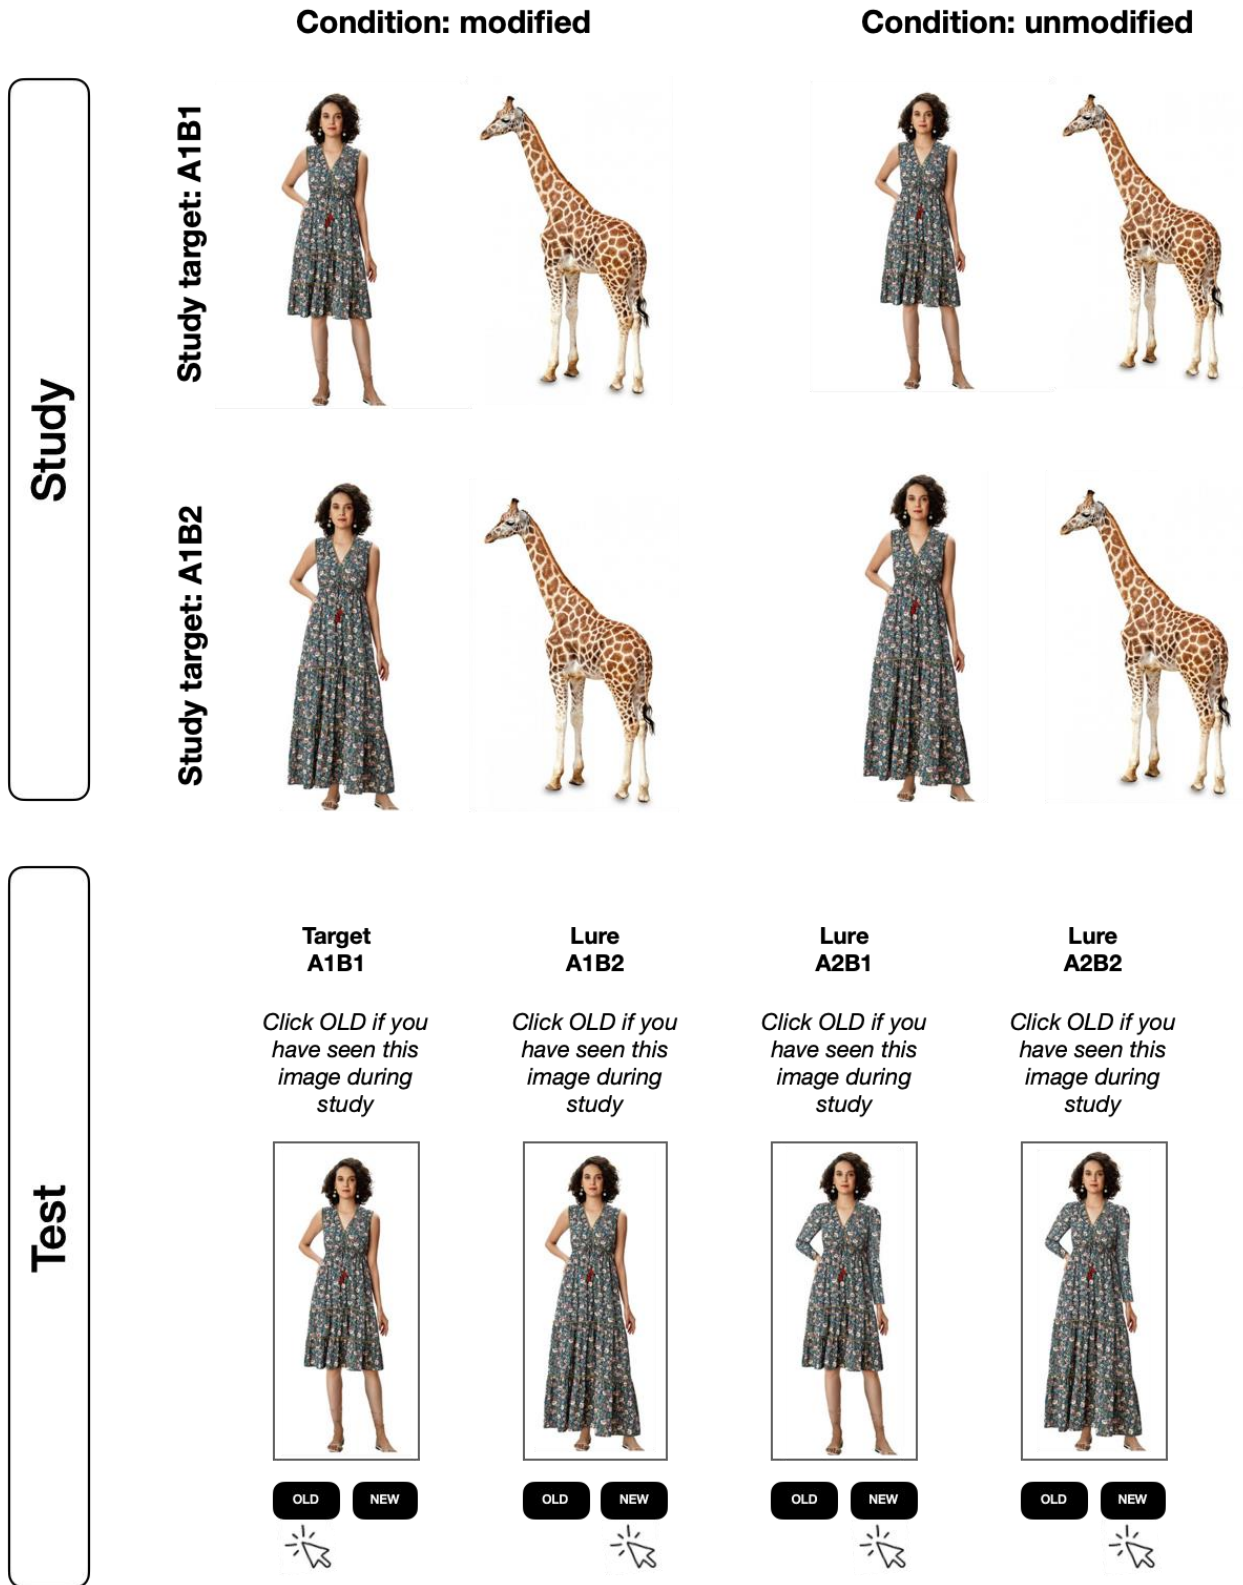 Condition: modified
Condition: unmodified
Study
Study target: A1B1
Study target: A1B2
Test
Target
A1B1
Click OLD if you
have seen this
image during
study
OLD
NEW
Lure
A1B2
Click OLD if you
have seen this
image during
study
OLD
NEW
Lure
A2B1
Click OLD if you
have seen this
image during
study
OLD
NEW
Lure
A2B2
Click OLD if you
have seen this
image during
study
OLD
NEW